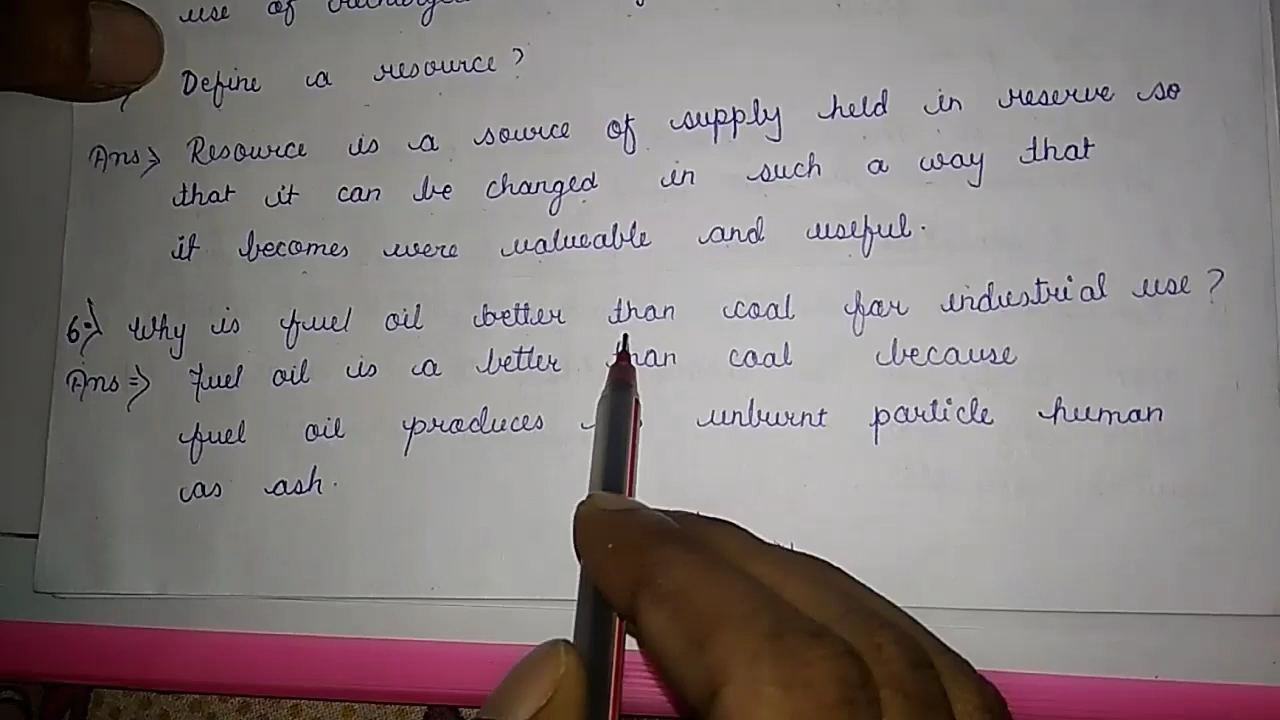 use of
Define a resource?
Ans⇒ Resource is a source of supply held in reserve so
that it can be changed in such a way that
it becomes were valueable and useful.
6⇒) Why is fuel oil better than coal for industrial use?
Ans⇒ Fuel oil is a better than coal because
fuel oil produces unburnt particle human
as ash.